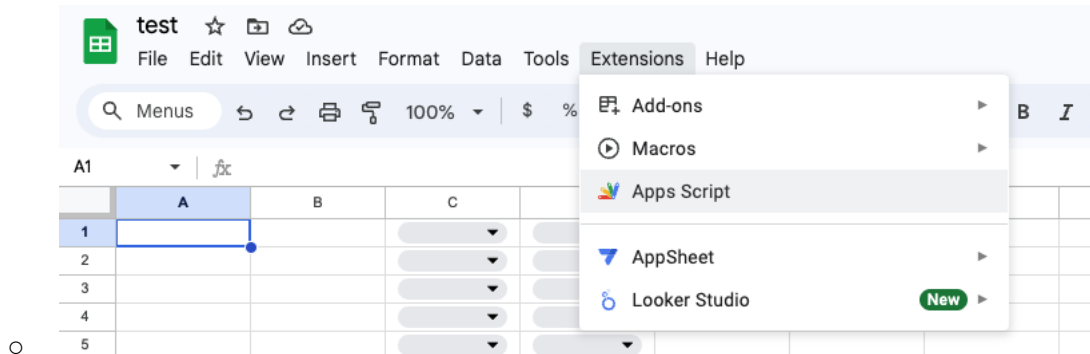 test
File Edit View Insert Format Data Tools Extensions Help
Menus 100% $ % B I
Add-ons
Macros
A1 fx
Apps Script
A B C
1
2
AppSheet
3
Looker Studio New
4
5